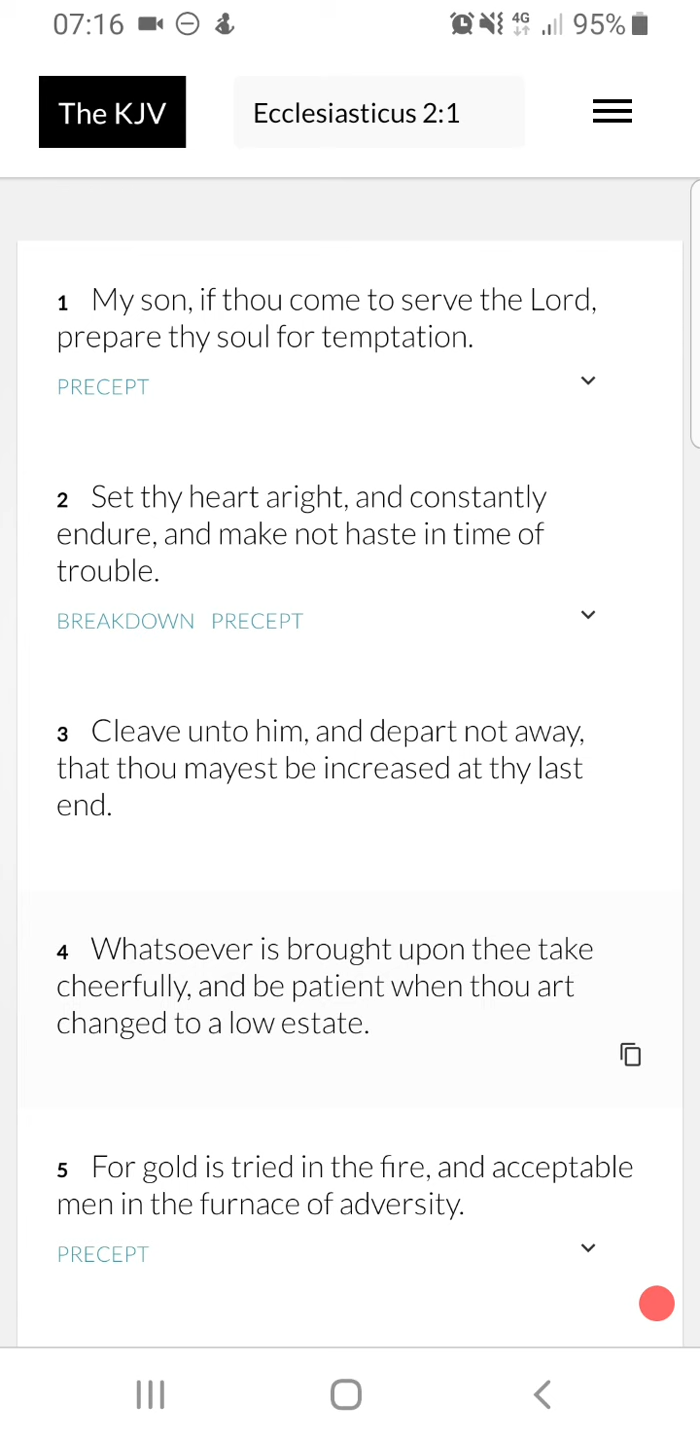 07:16 4G 95%
The KJV Ecclesiasticus 2:1
1 My son, if thou come to serve the Lord,
prepare thy soul for temptation.
PRECEPT
2 Set thy heart aright, and constantly
endure, and make not haste in time of
trouble.
BREAKDOWN PRECEPT
3 Cleave unto him, and depart not away,
that thou mayest be increased at thy last
end.
4 Whatsoever is brought upon thee take
cheerfully, and be patient when thou art
changed to a low estate.
5 For gold is tried in the fire, and acceptable
men in the furnace of adversity.
PRECEPT